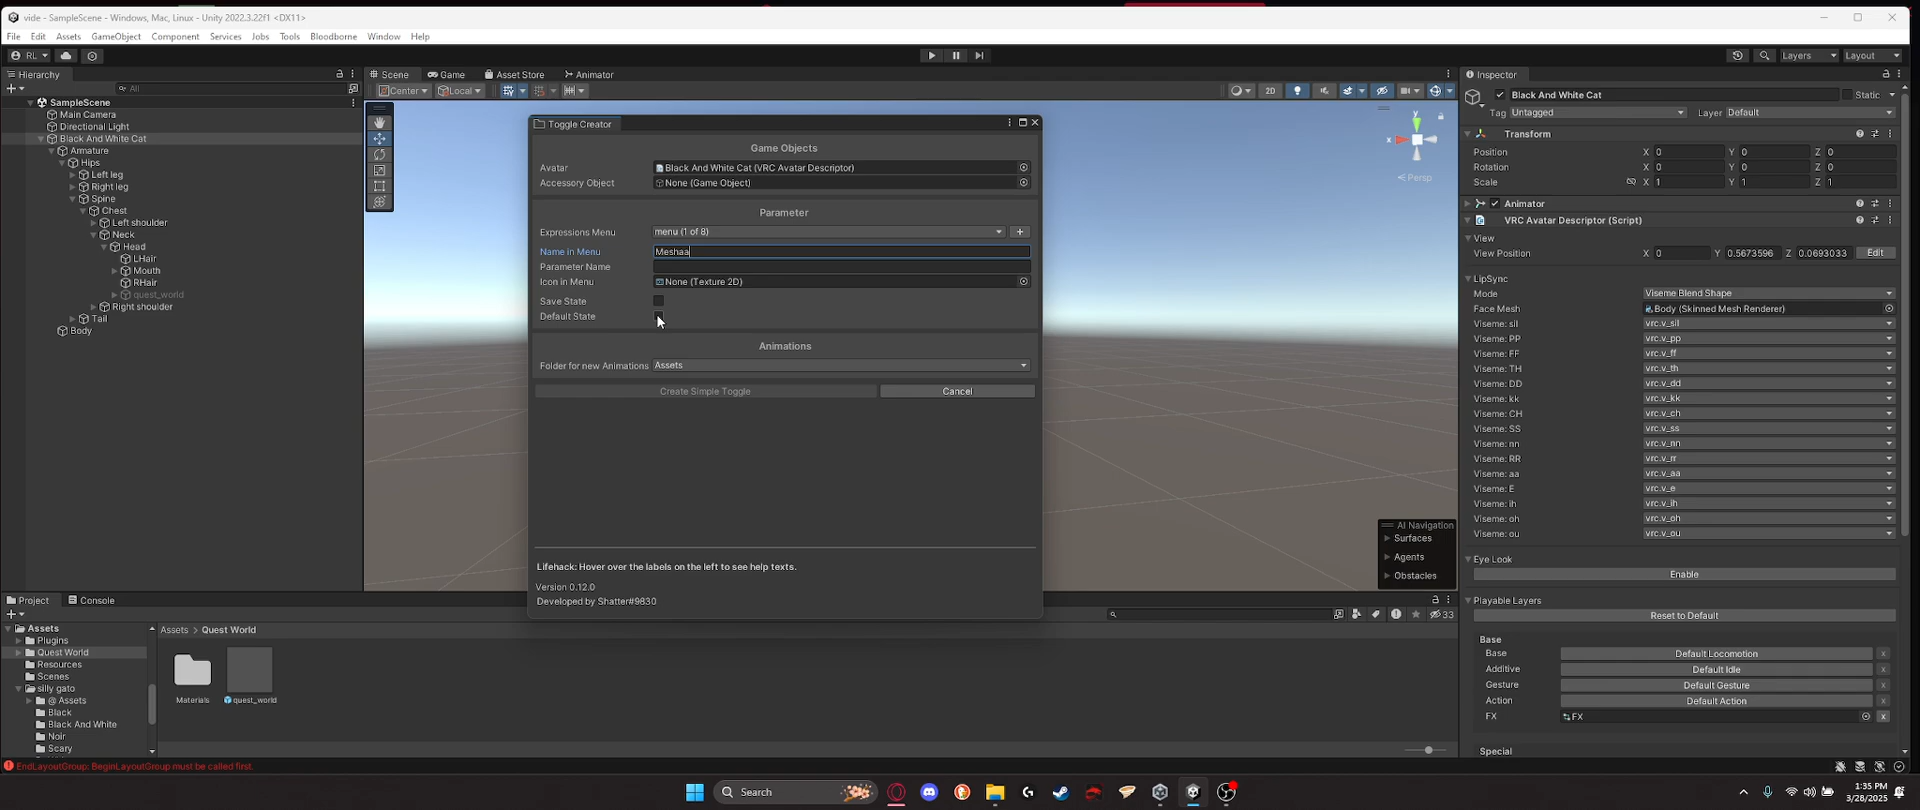 vide - SampleScene - Windows, Mac, Linux - Unity 2022.3.22f1 <DX11>
File Edit Assets GameObject Component Services Jobs Tools Bloodborne Window Help
RL Layers Layout
Hierarchy
All
SampleScene
Main Camera
Directional Light
Black And White Cat
Armature
Hips
Left leg
Right leg
Spine
Chest
Left shoulder
Neck
Head
LHair
Mouth
RHair
quest_world
Right shoulder
Tail
Body
Scene Game Asset Store Animator
Center Local 2D
y
x
Persp
Toggle Creator
Game Objects
Avatar Black And White Cat (VRC Avatar Descriptor)
Accessory Object None (Game Object)
Parameter
Expressions Menu menu (1 of 8) +
Name in Menu Meshaa
Parameter Name
Icon in Menu None (Texture 2D)
Save State
Default State
Animations
Folder for new Animations Assets
Create Simple Toggle Cancel
Lifehack: Hover over the labels on the left to see help texts.
Version 0.12.0
Developed by Shatter#9830
AI Navigation
Surfaces
Agents
Obstacles
Inspector
Black And White Cat Static
Tag Untagged Layer Default
Transform
Position X 0 Y 0 Z 0
Rotation X 0 Y 0 Z 0
Scale X 1 Y 1 Z 1
Animator
VRC Avatar Descriptor (Script)
View
View Position X 0 Y 0.5673596 Z 0.0693033 Edit
LipSync
Mode Viseme Blend Shape
Face Mesh Body (Skinned Mesh Renderer)
Viseme: sil vrc.v_sil
Viseme: PP vrc.v_pp
Viseme: FF vrc.v_ff
Viseme: TH vrc.v_th
Viseme: DD vrc.v_dd
Viseme: kk vrc.v_kk
Viseme: CH vrc.v_ch
Viseme: SS vrc.v_ss
Viseme: nn vrc.v_nn
Viseme: RR vrc.v_rr
Viseme: aa vrc.v_aa
Viseme: E vrc.v_e
Viseme: ih vrc.v_ih
Viseme: oh vrc.v_oh
Viseme: ou vrc.v_ou
Eye Look
Enable
Playable Layers
Reset to Default
Base
Base Default Locomotion x
Additive Default Idle x
Gesture Default Gesture x
Action Default Action x
FX FX x
Special
Project Console
33
Assets
Plugins
Quest World
Resources
Scenes
silly gato
@ Assets
Black
Black And White
Noir
Scary
Assets > Quest World
Materials quest_world
EndLayoutGroup: BeginLayoutGroup must be called first.
Search
1:35 PM
3/28/2025